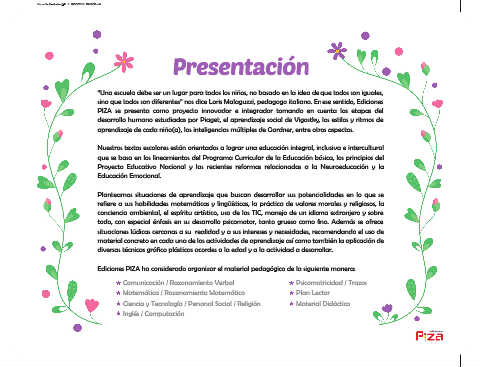 Presentación
"Una escuela debe ser un lugar para todos los niños, no basado en la idea de que todos son iguales,
sino que todos son diferentes" nos dice Loris Malaguzzi, pedagogo italiano. En ese sentido, Ediciones
PIZA se presenta como proyecto innovador e integrador tomando en cuenta las etapas del
desarrollo humano estudiadas por Piaget, el aprendizaje social de Vigostky, los estilos y ritmos de
aprendizaje de cada niño(a), las inteligencias múltiples de Gardner, entre otros aspectos.
Nuestros textos escolares están orientados a lograr una educación integral, inclusiva e intercultural
que se basa en los lineamientos del Programa Curricular de la Educación básica, los principios del
Proyecto Educativo Nacional y las recientes reformas relacionadas a la Neuroeducación y la
Educación Emocional.
Planteamos situaciones de aprendizaje que buscan desarrollar sus potencialidades en lo que se
refiere a sus habilidades matemáticas y lingüísticas, la práctica de valores morales y religiosos, la
conciencia ambiental, el espíritu artístico, uso de las TIC, manejo de un idioma extranjero y sobre
todo, con especial énfasis en su desarrollo psicomotor, tanto grueso como fino. Además se ofrece
situaciones lúdicas cercanas a su realidad y a sus intereses y necesidades, recomendando el uso de
material concreto en cada una de las actividades de aprendizaje así como también la aplicación de
diversas técnicas gráfico plásticas acordes a la edad y a la actividad a desarrollar.
Ediciones PIZA ha considerado organizar el material pedagógico de la siguiente manera:
Comunicación / Razonamiento Verbal
Matemática / Razonamiento Matemático
Ciencia y Tecnología / Personal Social / Religión
Inglés / Computación
Psicomotricidad / Trazos
Plan Lector
Material Didáctico
PIZA